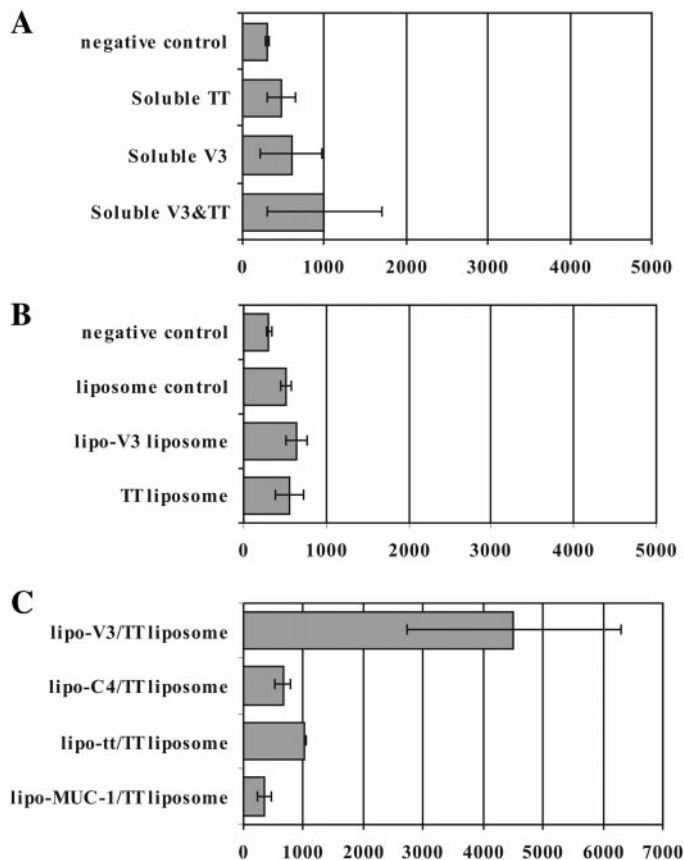 A
negative control
Soluble TT
Soluble V3
Soluble V3&TT
0 1000 2000 3000 4000 5000
B
negative control
liposome control
lipo-V3 liposome
TT liposome
0 1000 2000 3000 4000 5000
C
lipo-V3/TT liposome
lipo-C4/TT liposome
lipo-tt/TT liposome
lipo-MUC-1/TT liposome
0 1000 2000 3000 4000 5000 6000 7000